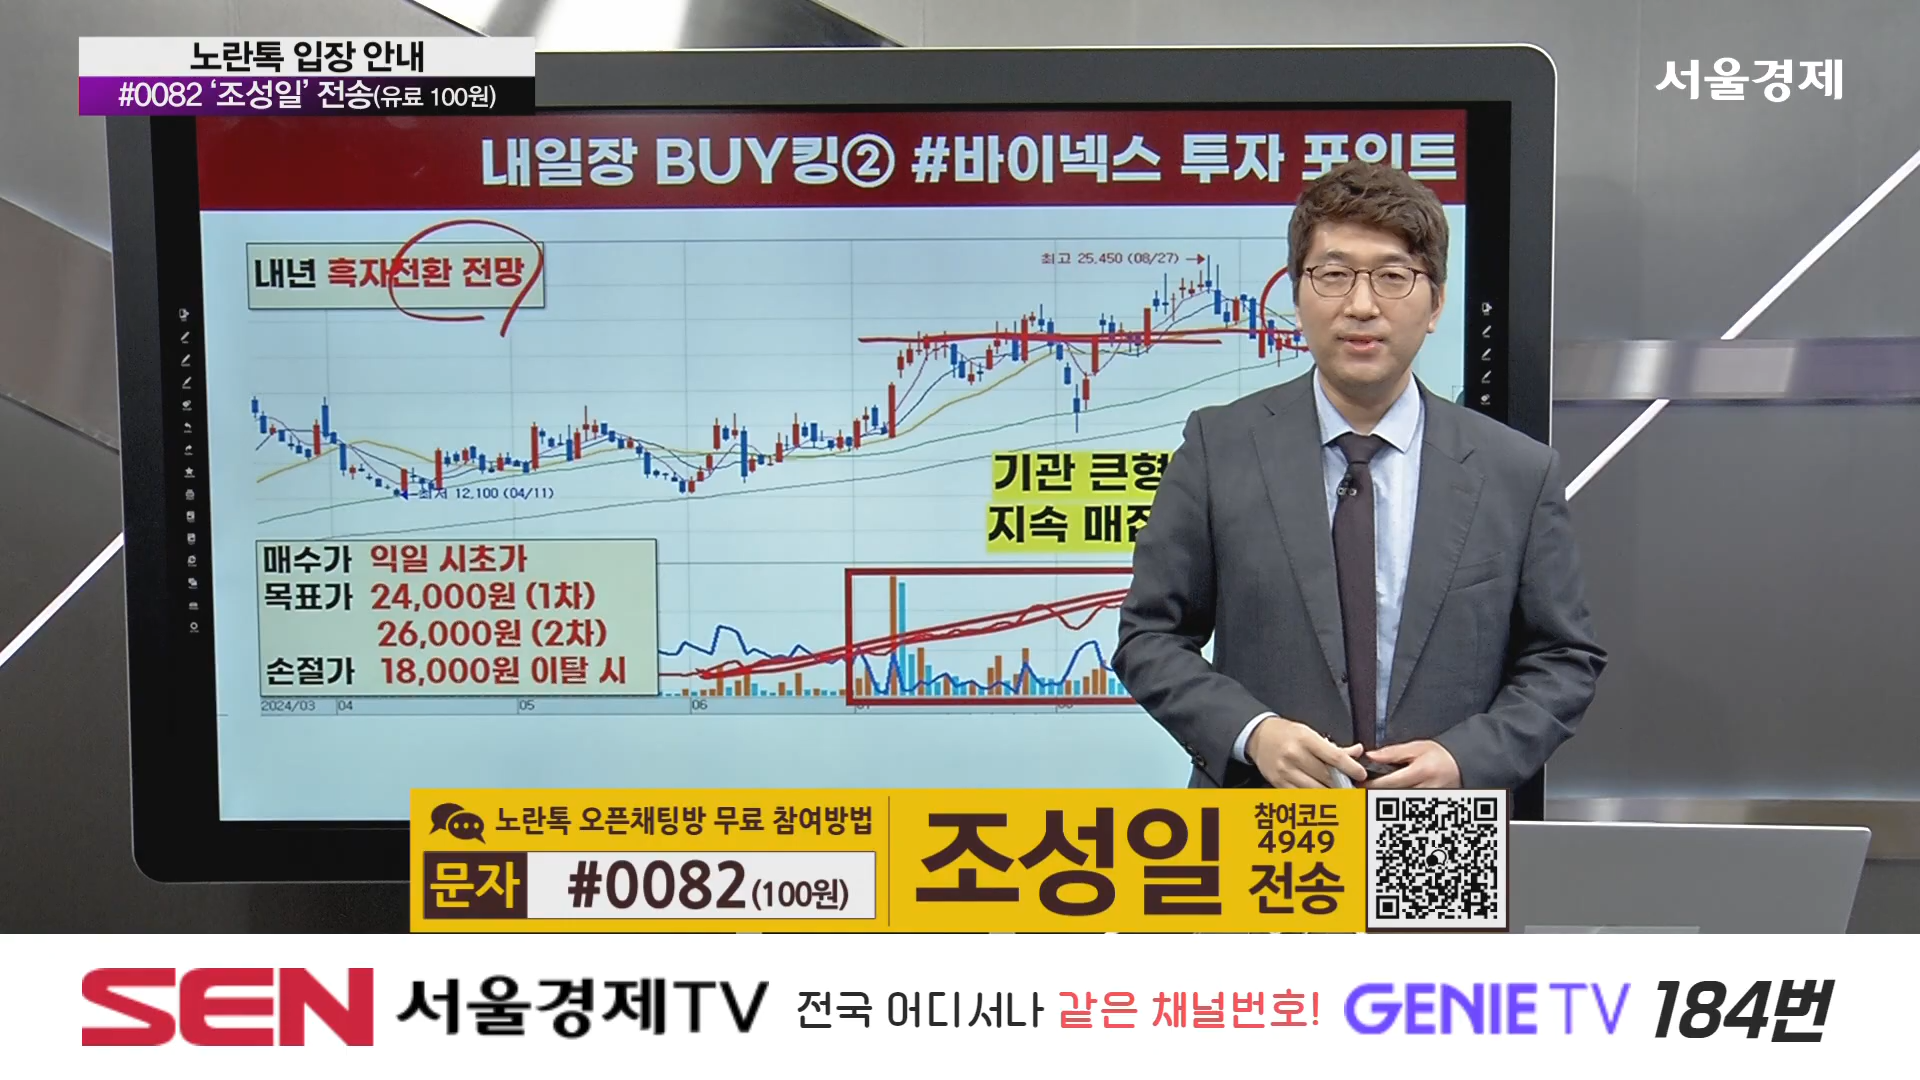 노란톡 입장 안내
#0082 ‘조성일’ 전송(유료 100원)
서울경제
내일장 BUY킹② #바이넥스 투자 포인트
내년 흑자전환 전망
최고 25,450 (08/27)
최저 12,100 (04/11)
기관 큰형
지속 매집
매수가 익일 시초가
목표가 24,000원 (1차)
26,000원 (2차)
손절가 18,000원 이탈 시
2024/03 04 05 06
노란톡 오픈채팅방 무료 참여방법
문자 #0082(100원)
조성일
참여코드
4949
전송
SEN 서울경제TV 전국 어디서나 같은 채널번호! GENIE TV 184번